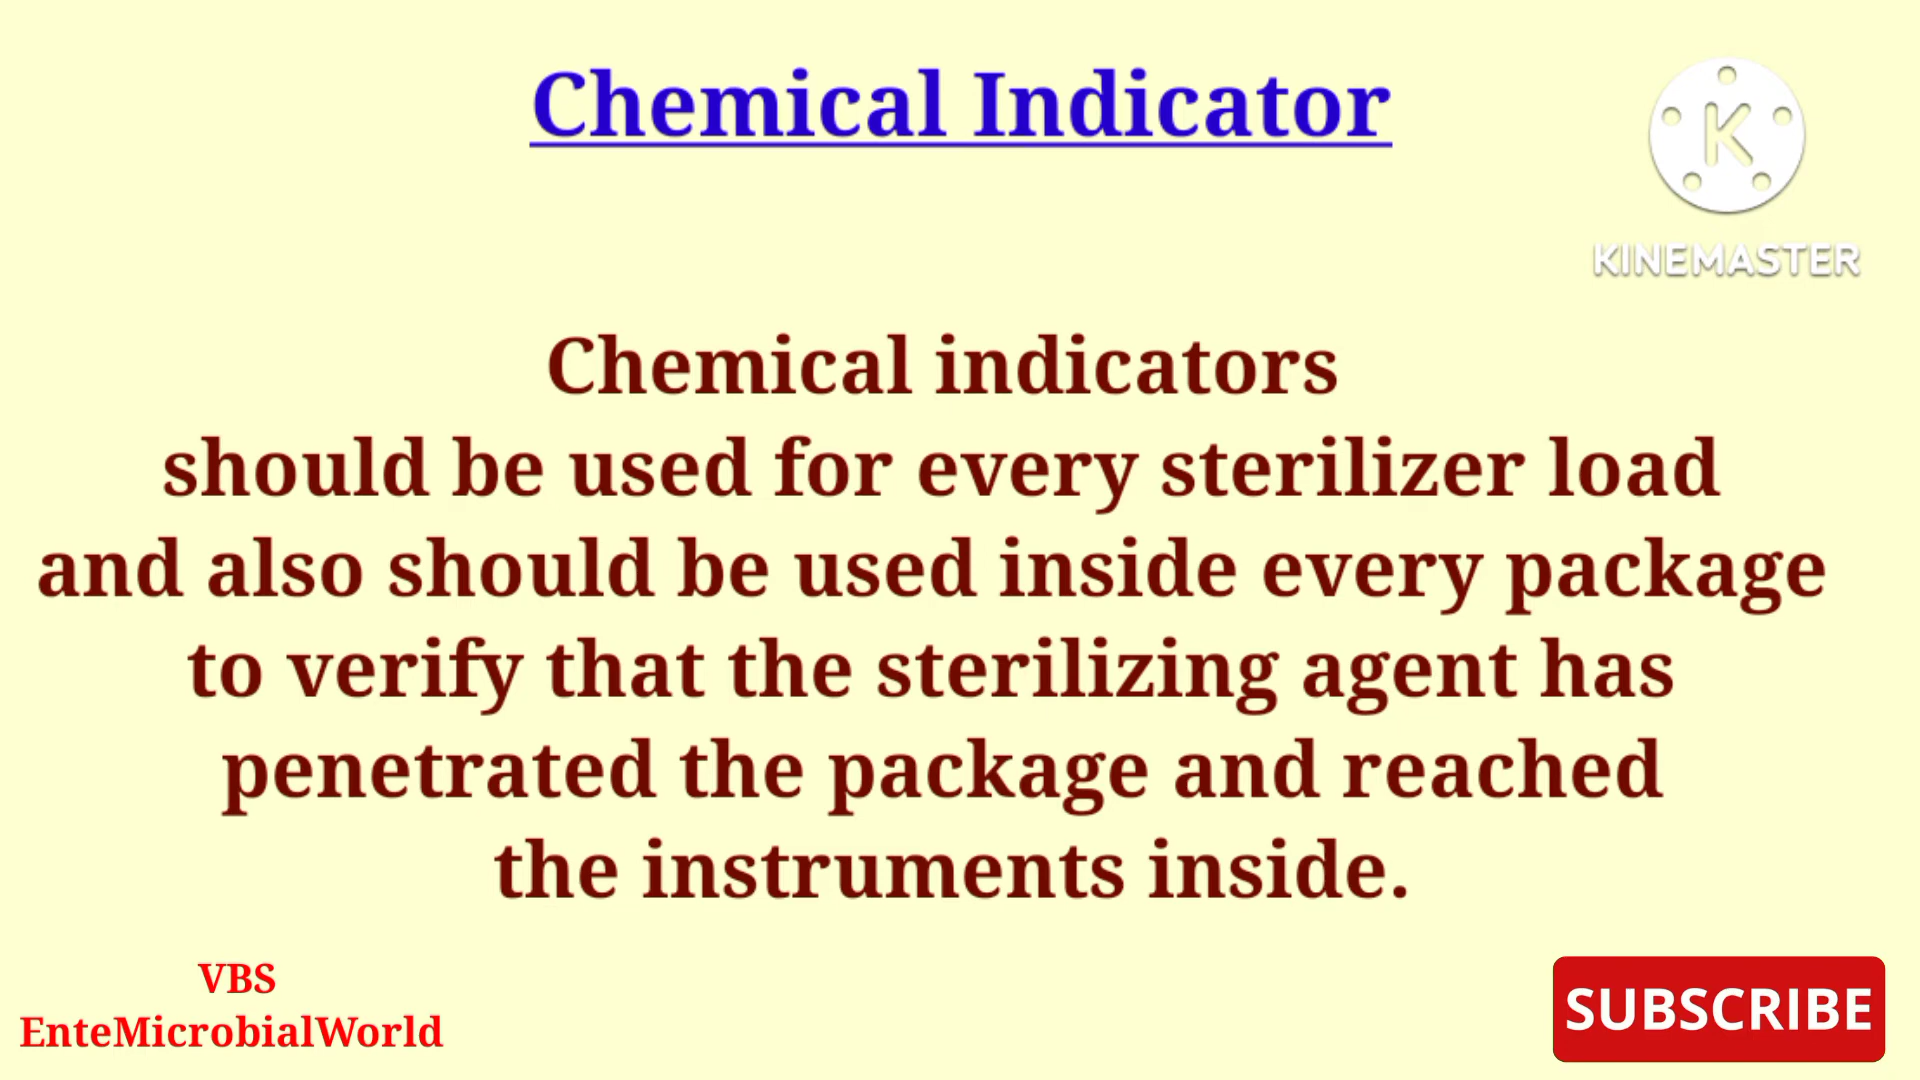 Chemical Indicator
KINEMASTER
Chemical indicators
should be used for every sterilizer load
and also should be used inside every package
to verify that the sterilizing agent has
penetrated the package and reached
the instruments inside.
VBS
EnteMicrobialWorld
SUBSCRIBE